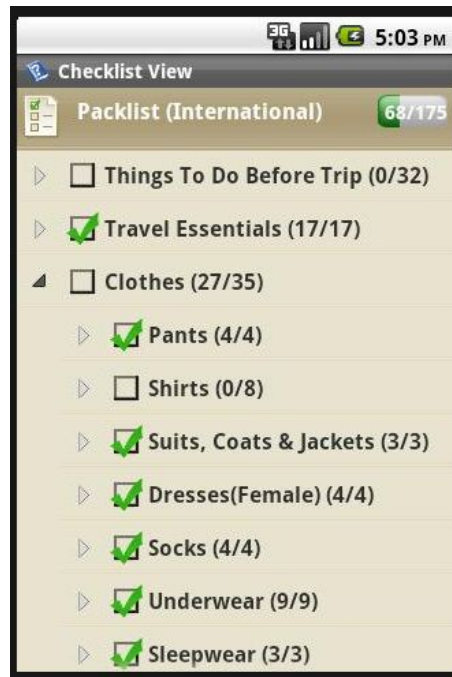 3G 5:03 PM
Checklist View
Packlist (International) 68/175
Things To Do Before Trip (0/32)
Travel Essentials (17/17)
Clothes (27/35)
Pants (4/4)
Shirts (0/8)
Suits, Coats & Jackets (3/3)
Dresses(Female) (4/4)
Socks (4/4)
Underwear (9/9)
Sleepwear (3/3)